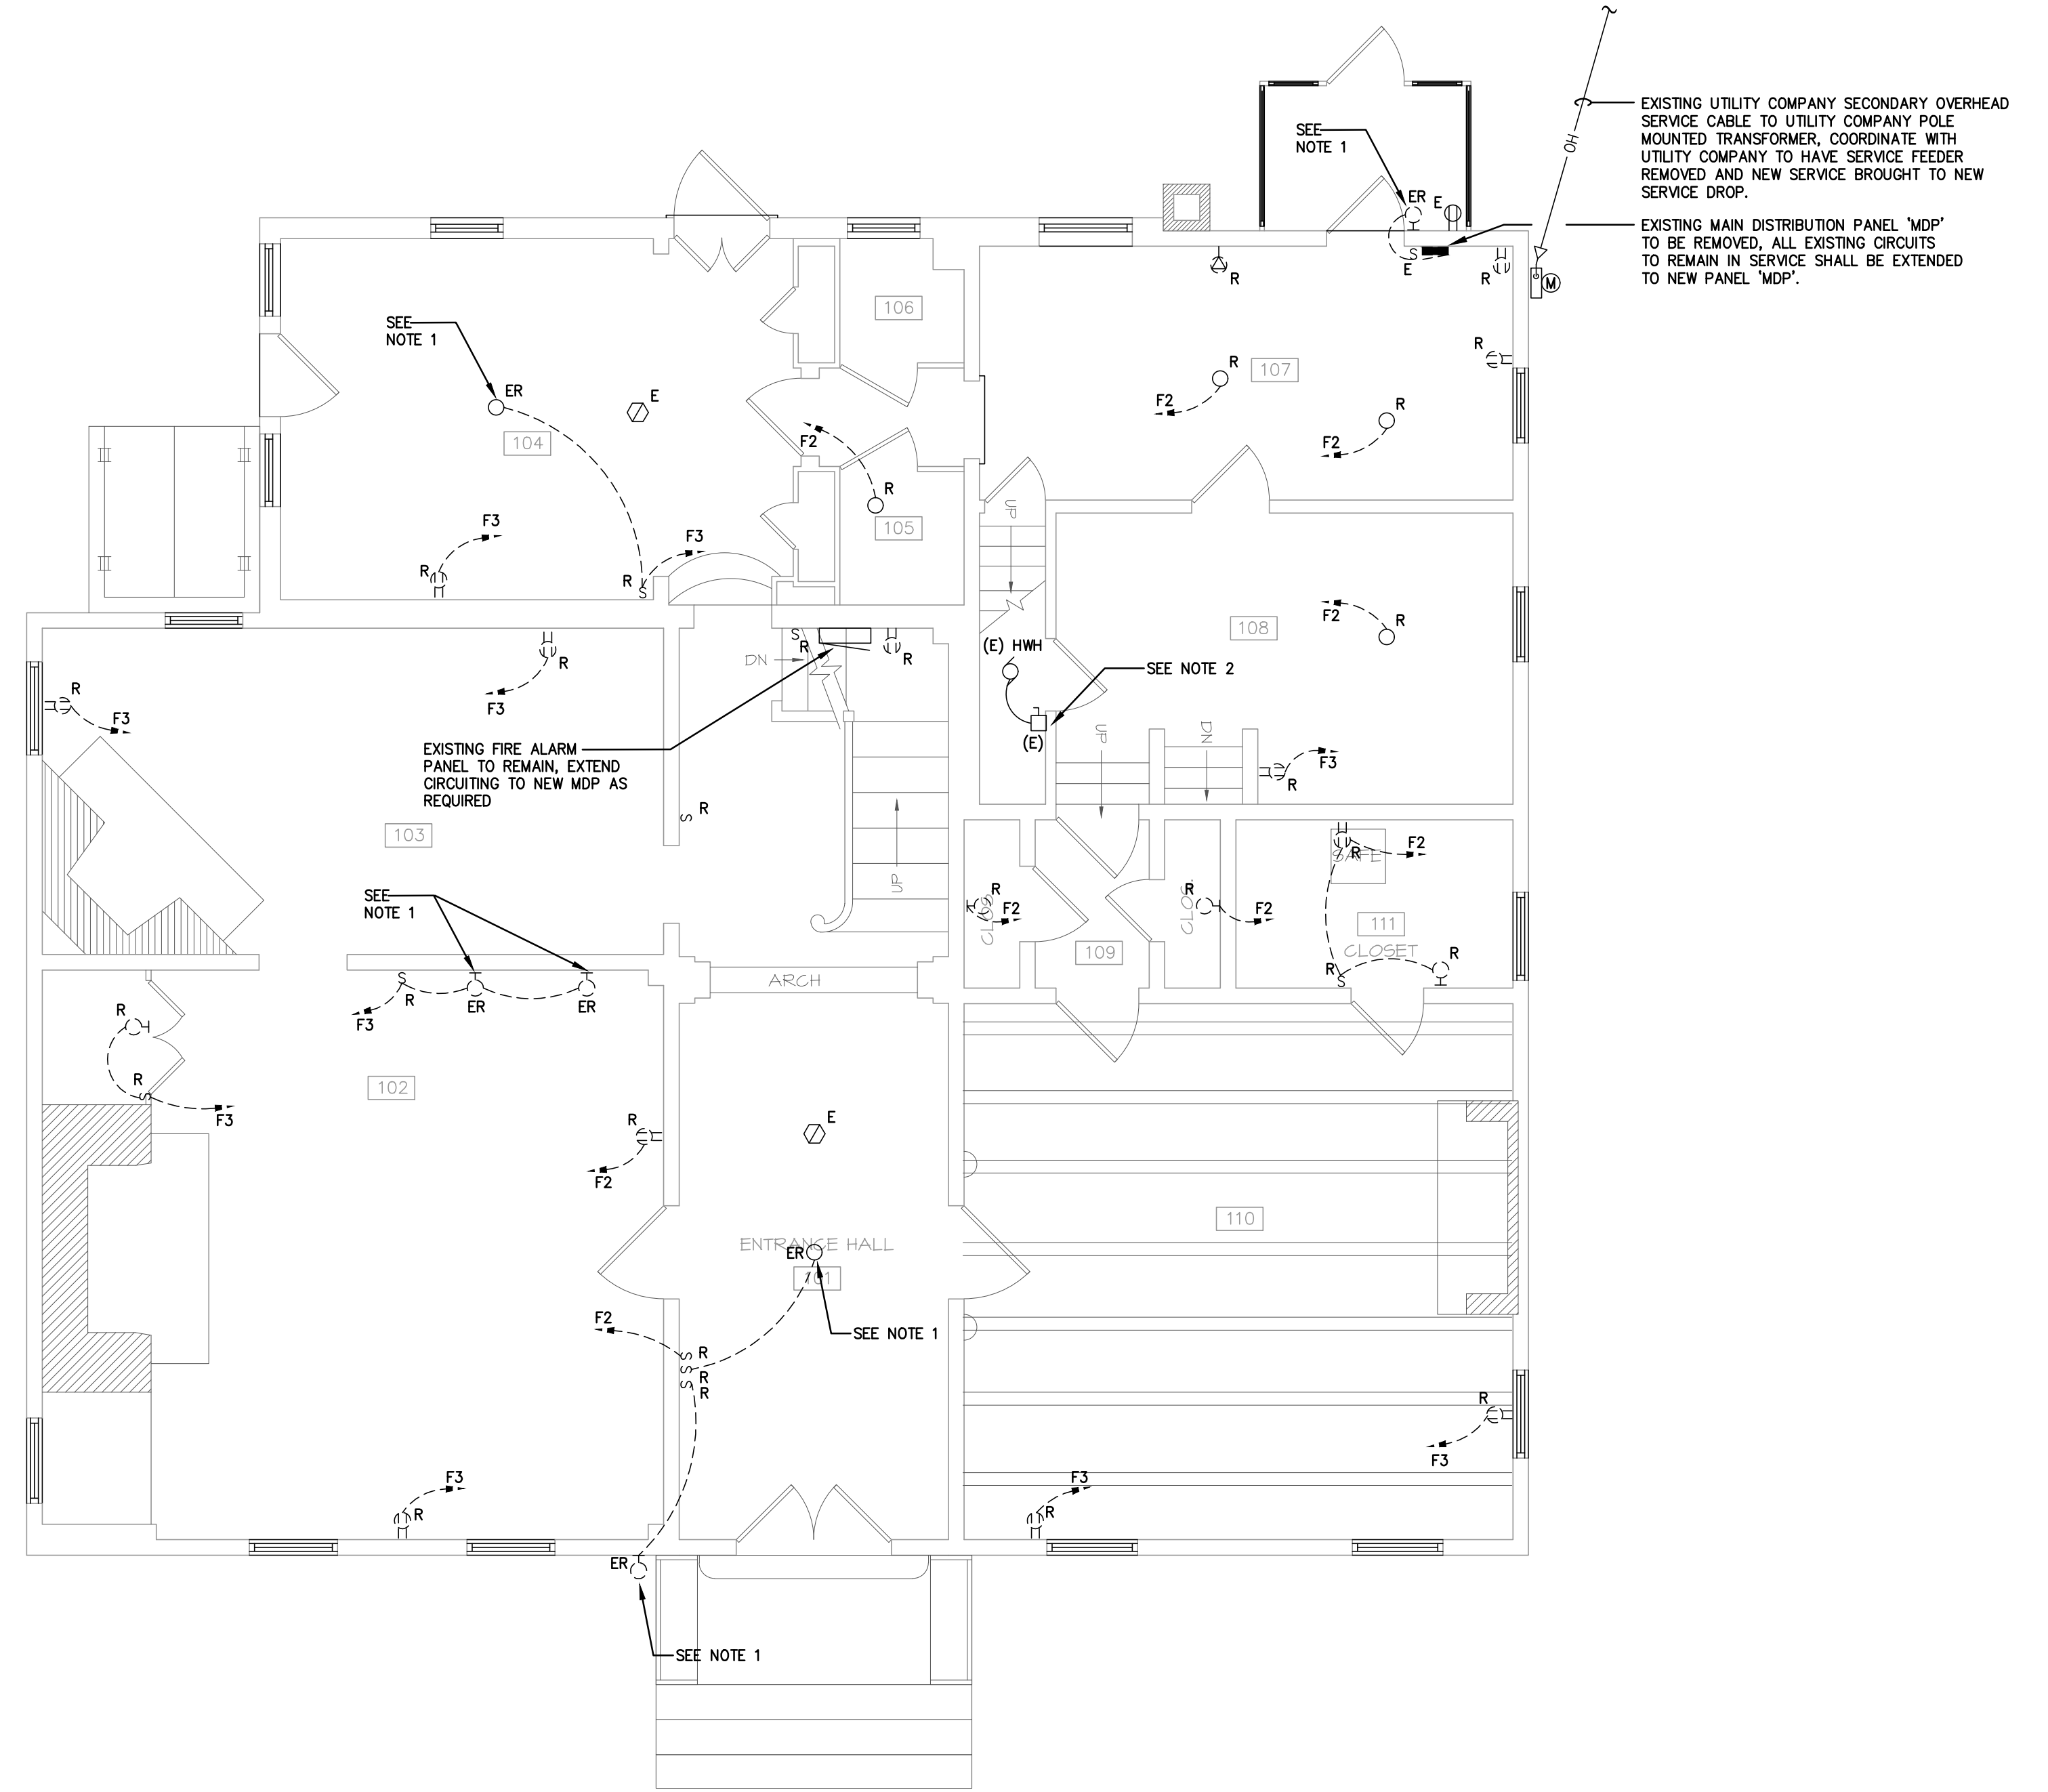 EXISTING UTILITY COMPANY SECONDARY OVERHEAD
SERVICE CABLE TO UTILITY COMPANY POLE
MOUNTED TRANSFORMER, COORDINATE WITH
UTILITY COMPANY TO HAVE SERVICE FEEDER
REMOVED AND NEW SERVICE BROUGHT TO NEW
SERVICE DROP.
OH
SEE
NOTE 1
ER
E
EXISTING MAIN DISTRIBUTION PANEL 'MDP'
TO BE REMOVED, ALL EXISTING CIRCUITS
TO REMAIN IN SERVICE SHALL BE EXTENDED
TO NEW PANEL 'MDP'.
S
E
R
R
M
106
SEE
NOTE 1
ER
E
104
F2
R
105
R
107
F2
R
R
F2
UP
F3
F3
R
R
S
108
F2
R
(E) HWH
SEE NOTE 2
(E)
DN
S
R
R
R
F3
R
F3
EXISTING FIRE ALARM
PANEL TO REMAIN, EXTEND
CIRCUITING TO NEW MDP AS
REQUIRED
UP
DN
F3
R
103
S
R
UP
SEE
NOTE 1
R
F2
CLOS.
109
R
CLOS.
F2
R
SAFE
F2
111
CLOSET
R
S
R
ARCH
S
R
F3
ER
ER
R
R
S
F3
102
R
F2
E
ENTRANCE HALL
ER
101
SEE NOTE 1
110
F2
S
R
S
R
S
R
R
F3
F3
R
F3
R
ER
SEE NOTE 1